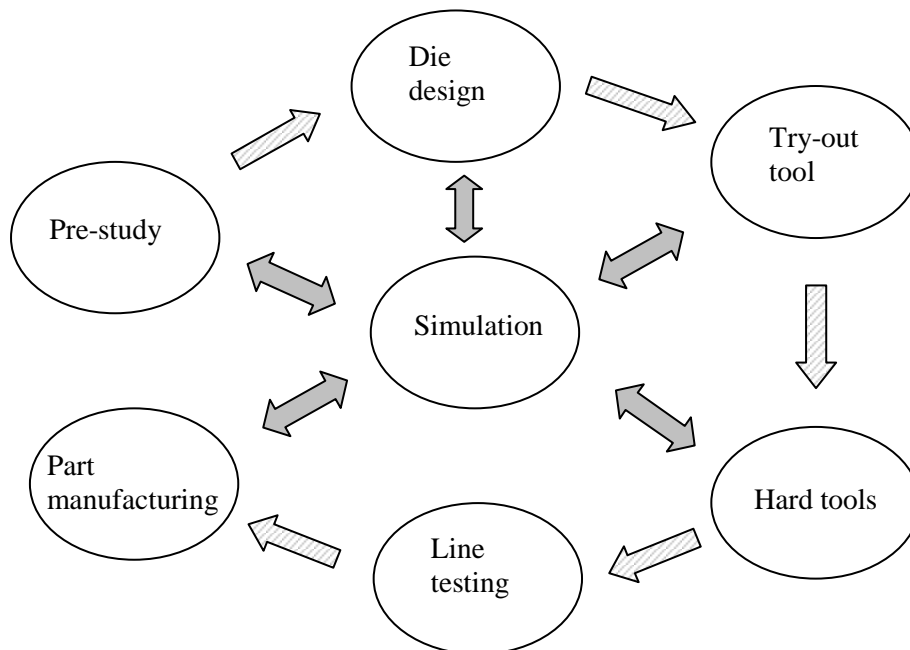 Die
design
Try-out
tool
Pre-study
Simulation
Part
manufacturing
Hard tools
Line
testing